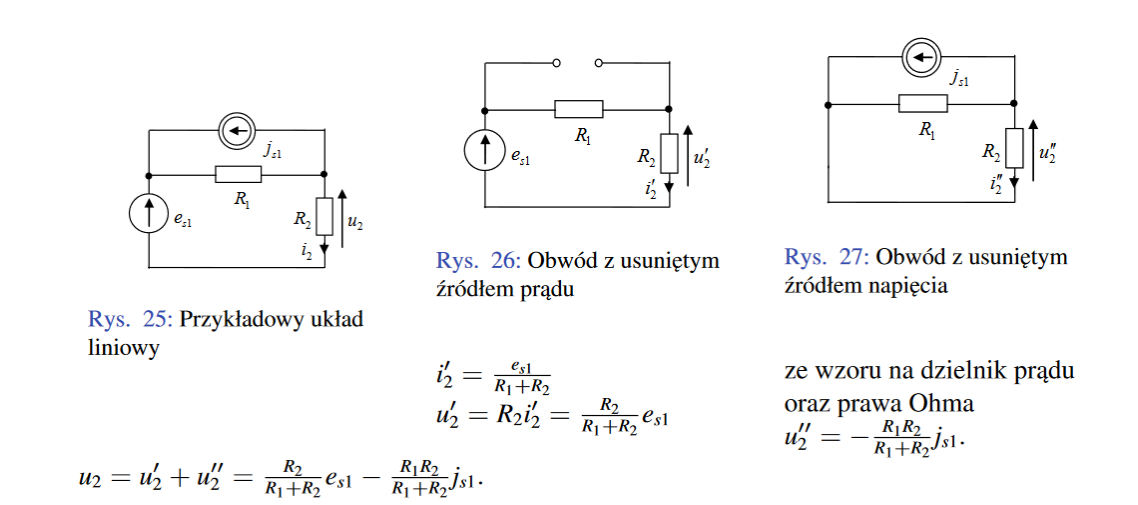 j_{s1}
R_1
e_{s1}
R_2
u_2
i_2
Rys. 25: Przykładowy układ
liniowy
R_1
e_{s1}
R_2
u_2'
i_2'
Rys. 26: Obwód z usuniętym
źródłem prądu
i_2' = \frac{e_{s1}}{R_1+R_2}
u_2' = R_2 i_2' = \frac{R_2}{R_1+R_2} e_{s1}
j_{s1}
R_1
R_2
u_2''
i_2''
Rys. 27: Obwód z usuniętym
źródłem napięcia
ze wzoru na dzielnik prądu
oraz prawa Ohma
u_2'' = -\frac{R_1 R_2}{R_1+R_2} j_{s1}.
u_2 = u_2' + u_2'' = \frac{R_2}{R_1+R_2} e_{s1} - \frac{R_1 R_2}{R_1+R_2} j_{s1}.